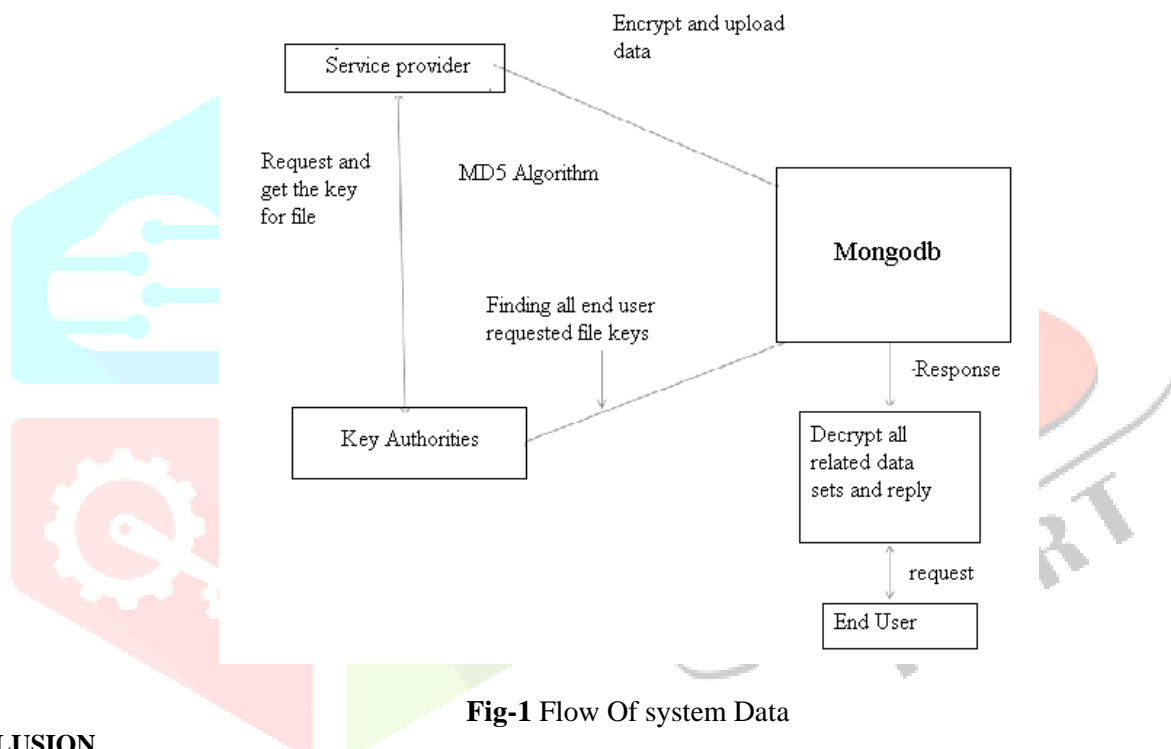 Encrypt and upload
data
Service provider
Request and
get the key
for file
MD5 Algorithm
Mongodb
Finding all end user
requested file keys
-Response
Key Authorities
Decrypt all
related data
sets and reply
request
End User
Fig-1 Flow Of system Data
LUSION